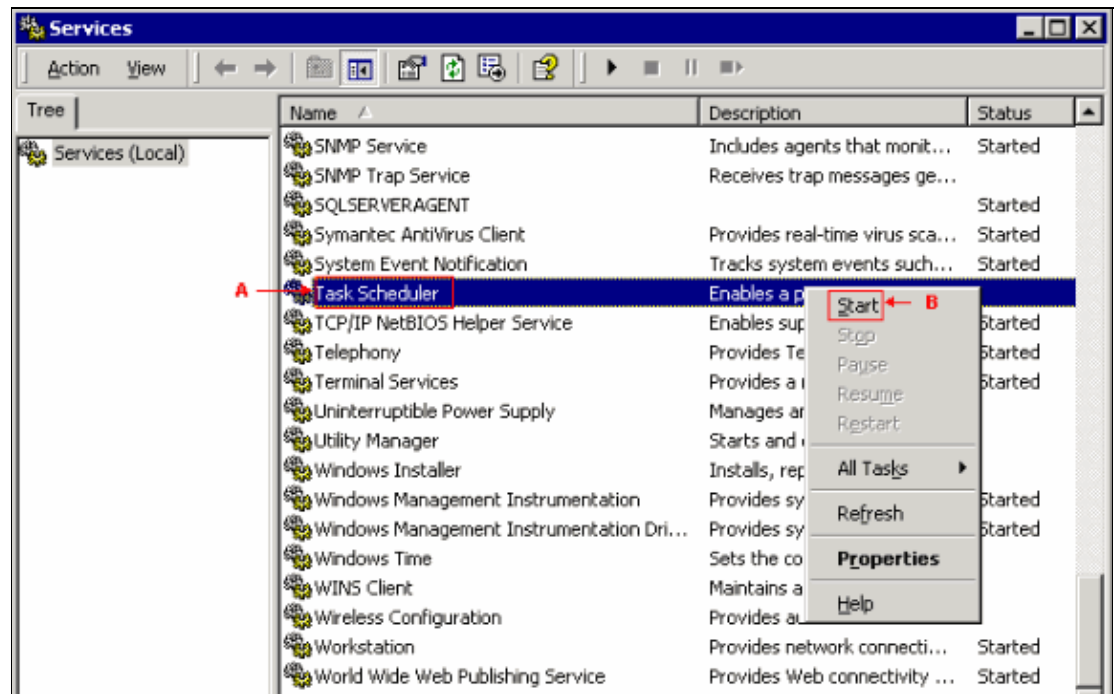 Services
Action View
Tree
Name Description Status
Services (Local)
SNMP Service Includes agents that monit... Started
SNMP Trap Service Receives trap messages ge...
SQLSERVERAGENT Started
Symantec AntiVirus Client Provides real-time virus sca... Started
System Event Notification Tracks system events such... Started
A Task Scheduler Enables a p
TCP/IP NetBIOS Helper Service Enables sup Started
Telephony Provides Te Started
Terminal Services Provides a Started
Uninterruptible Power Supply Manages ar
Utility Manager Starts and
Windows Installer Installs, rep
Windows Management Instrumentation Provides sy Started
Windows Management Instrumentation Dri... Provides sy Started
Windows Time Sets the co
WINS Client Maintains a
Wireless Configuration Provides au
Workstation Provides network connecti... Started
World Wide Web Publishing Service Provides Web connectivity ... Started
Start B
Stop
Pause
Resume
Restart
All Tasks
Refresh
Properties
Help